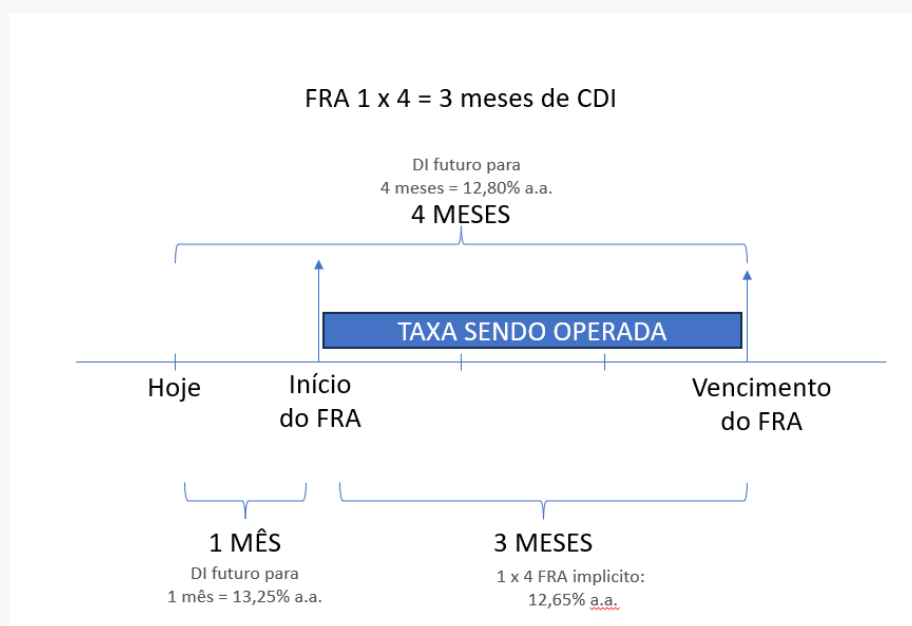 FRA 1 x 4 = 3 meses de CDI
DI futuro para
4 meses = 12,80% a.a.
4 MESES
TAXA SENDO OPERADA
Hoje
Início
do FRA
Vencimento
do FRA
1 MÊS
DI futuro para
1 mês = 13,25% a.a.
3 MESES
1 x 4 FRA implicito:
12,65% a.a.